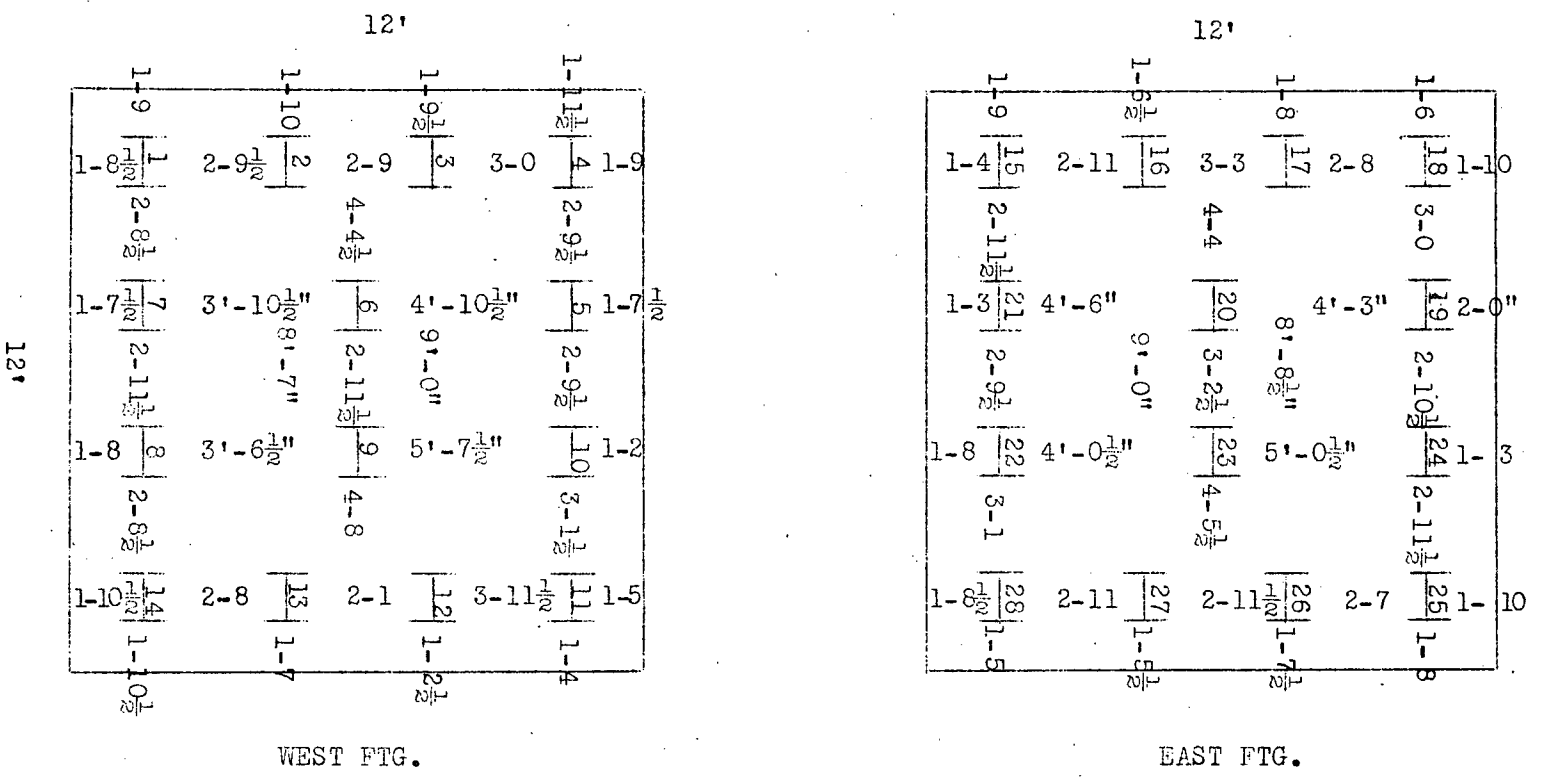 12' 12'
1-9 1-10 1-9½ 1-11½ 1-9 1-6½ 1-8 1-6
1-8½ 1 2-9½ 2 2-9 3 3-0 4 1-9 1-4 15 2-11 16 3-3 17 2-8 18 1-10
2-8½ 4-4½ 2-9½ 2-11½ 4-4 3-0
1-7½ 7 3'-10½" 6 4'-10½" 5 1-7½ 1-3 21 4'-6" 20 4'-3" 19 2-0"
12' 2-11½ 8'-7" 2-11½ 9'-0" 2-9½ 2-9½ 9'-0" 3-2½ 8'-8½" 2-10½
1-8 8 3'-6½" 9 5'-7½" 10 1-2 1-8 22 4'-0½" 23 5'-0½" 24 1-3
2-8½ 4-8 3-1½ 3-1 4-5½ 2-11½
1-10½ 14 2-8 13 2-1 12 3-11½ 11 1-5 1-8½ 28 2-11 27 2-11½ 26 2-7 25 1-10
1-10½ 1-7 1-2½ 1-4 1-5 1-5½ 1-7½ 1-8
WEST FTG. EAST FTG.